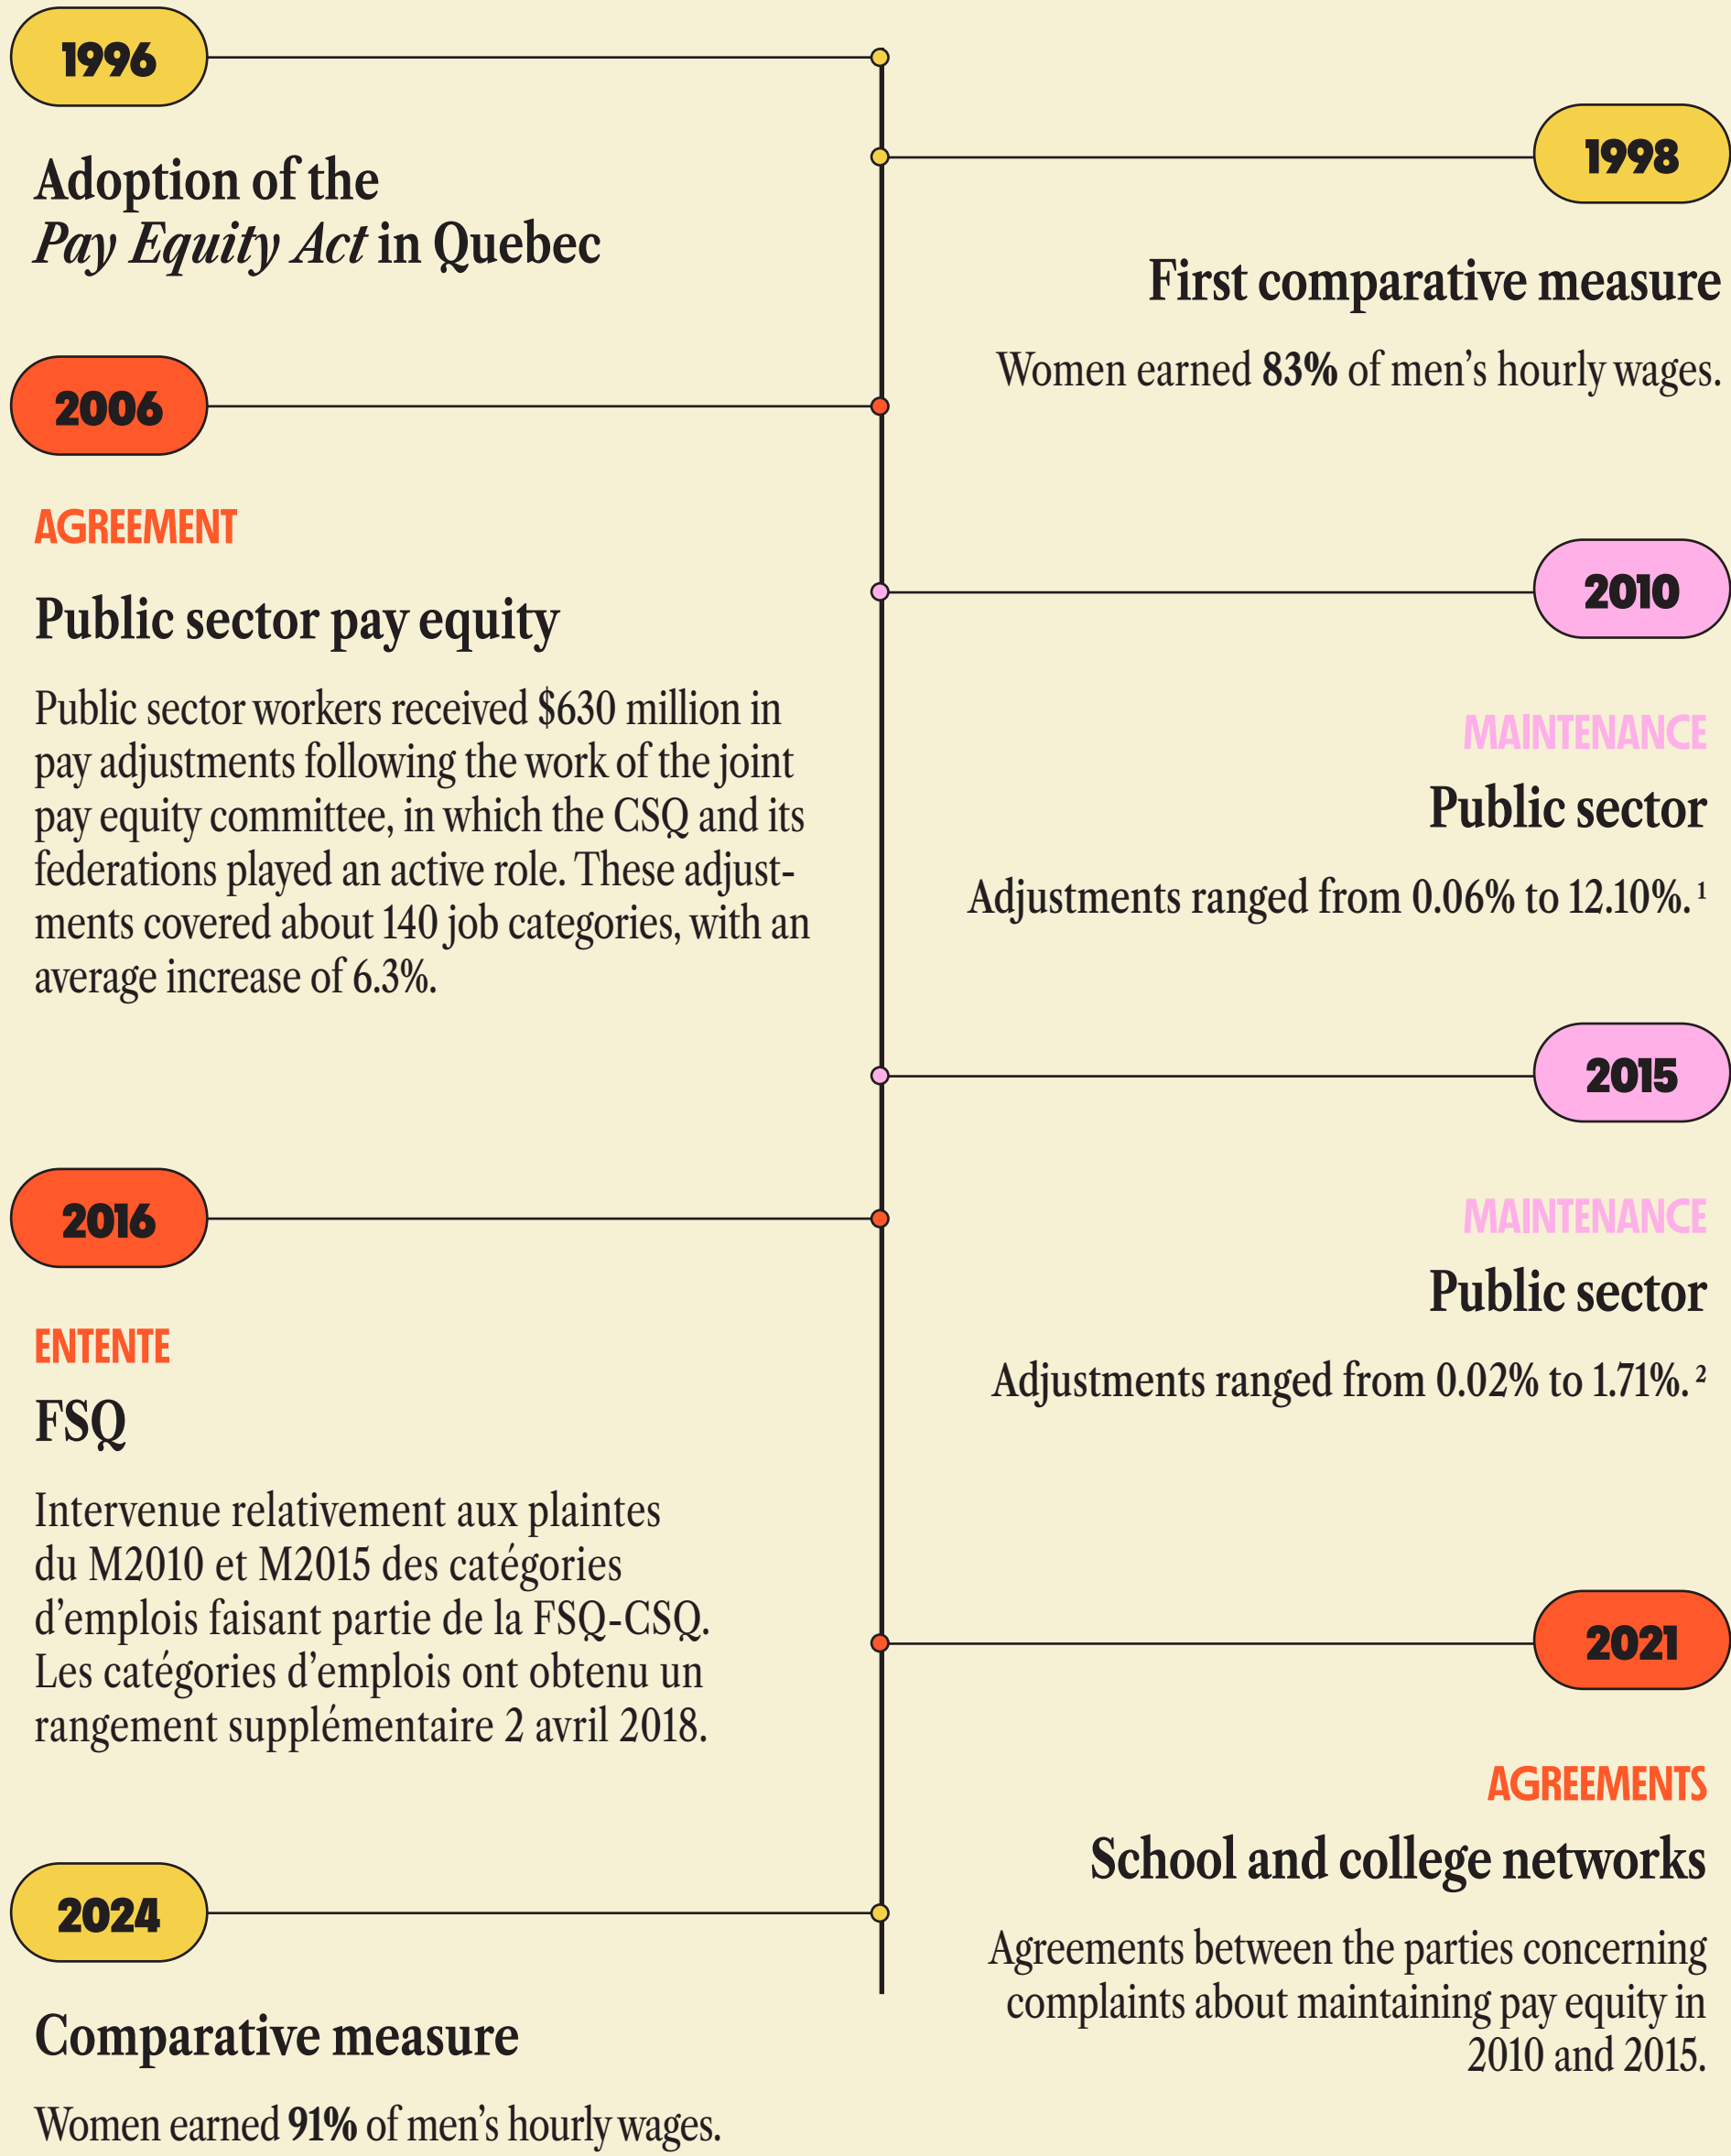 1996
Adoption of the
Pay Equity Act in Quebec
1998
First comparative measure
Women earned 83% of men’s hourly wages.
2006
AGREEMENT
Public sector pay equity
Public sector workers received $630 million in
pay adjustments following the work of the joint
pay equity committee, in which the CSQ and its
federations played an active role. These adjust-
ments covered about 140 job categories, with an
average increase of 6.3%.
2010
MAINTENANCE
Public sector
Adjustments ranged from 0.06% to 12.10%.¹
2015
MAINTENANCE
Public sector
Adjustments ranged from 0.02% to 1.71%.²
2016
ENTENTE
FSQ
Intervenue relativement aux plaintes
du M2010 et M2015 des catégories
d’emplois faisant partie de la FSQ-CSQ.
Les catégories d’emplois ont obtenu un
rangement supplémentaire 2 avril 2018.
2021
AGREEMENTS
School and college networks
Agreements between the parties concerning
complaints about maintaining pay equity in
2010 and 2015.
2024
Comparative measure
Women earned 91% of men’s hourly wages.